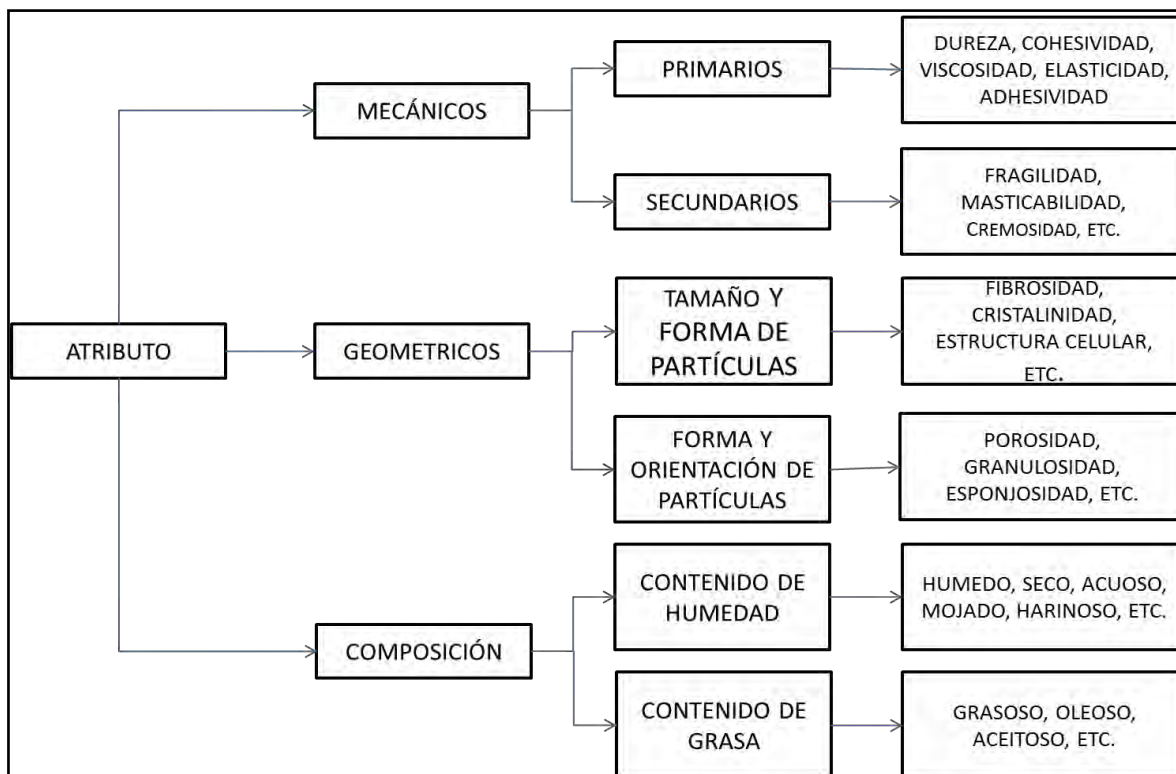 ATRIBUTO
MECÁNICOS
PRIMARIOS
DUREZA, COHESIVIDAD,
VISCOSIDAD, ELASTICIDAD,
ADHESIVIDAD
SECUNDARIOS
FRAGILIDAD,
MASTICABILIDAD,
CREMOSIDAD, ETC.
GEOMETRICOS
TAMAÑO Y
FORMA DE
PARTÍCULAS
FIBROSIDAD,
CRISTALINIDAD,
ESTRUCTURA CELULAR,
ETC.
FORMA Y
ORIENTACIÓN DE
PARTÍCULAS
POROSIDAD,
GRANULOSIDAD,
ESPONJOSIDAD, ETC.
COMPOSICIÓN
CONTENIDO DE
HUMEDAD
HUMEDO, SECO, ACUOSO,
MOJADO, HARINOSO, ETC.
CONTENIDO DE
GRASA
GRASOSO, OLEOSO,
ACEITOSO, ETC.